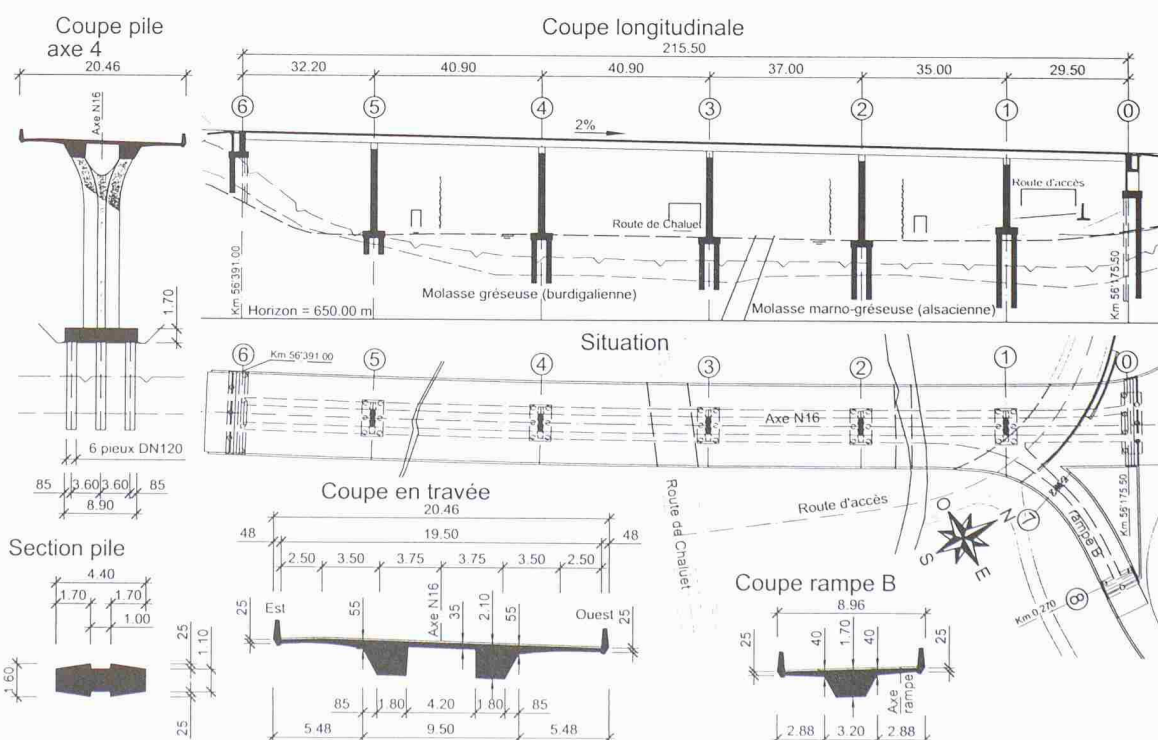 Coupe pile
axe 4
20.46
Axe N16
1.70
6 pieux DN120
85 3.60 3.60 85
8.90
Section pile
4.40
1.70 1.70
1.00
25
1.10
1.60
25
Coupe longitudinale
215.50
32.20 40.90 40.90 37.00 35.00 29.50
6 5 4 3 2 1 0
2%
Route d'accès
Route de Chaluet
Km 56'391.00
Km 56'175.50
Molasse gréseuse (burdigalienne)
Molasse marno-gréseuse (alsacienne)
Horizon = 650.00 m
Situation
6 5 4 3 2 1 0
Km 56'391.00
Axe N16
Km 56'175.50
Route d'accès
Route de Chaluet
N
O
S
E
7
rampe B
8
Km 0.270
Coupe en travée
20.46
48 19.50 48
2.50 3.50 3.75 3.75 3.50 2.50
Est
Axe N16
Ouest
25 55 35 2.10 55 25
85 1.80 4.20 1.80 85
5.48 9.50 5.48
Coupe rampe B
8.96
25 40 1.70 40 25
Axe
rampe
2.88 3.20 2.88